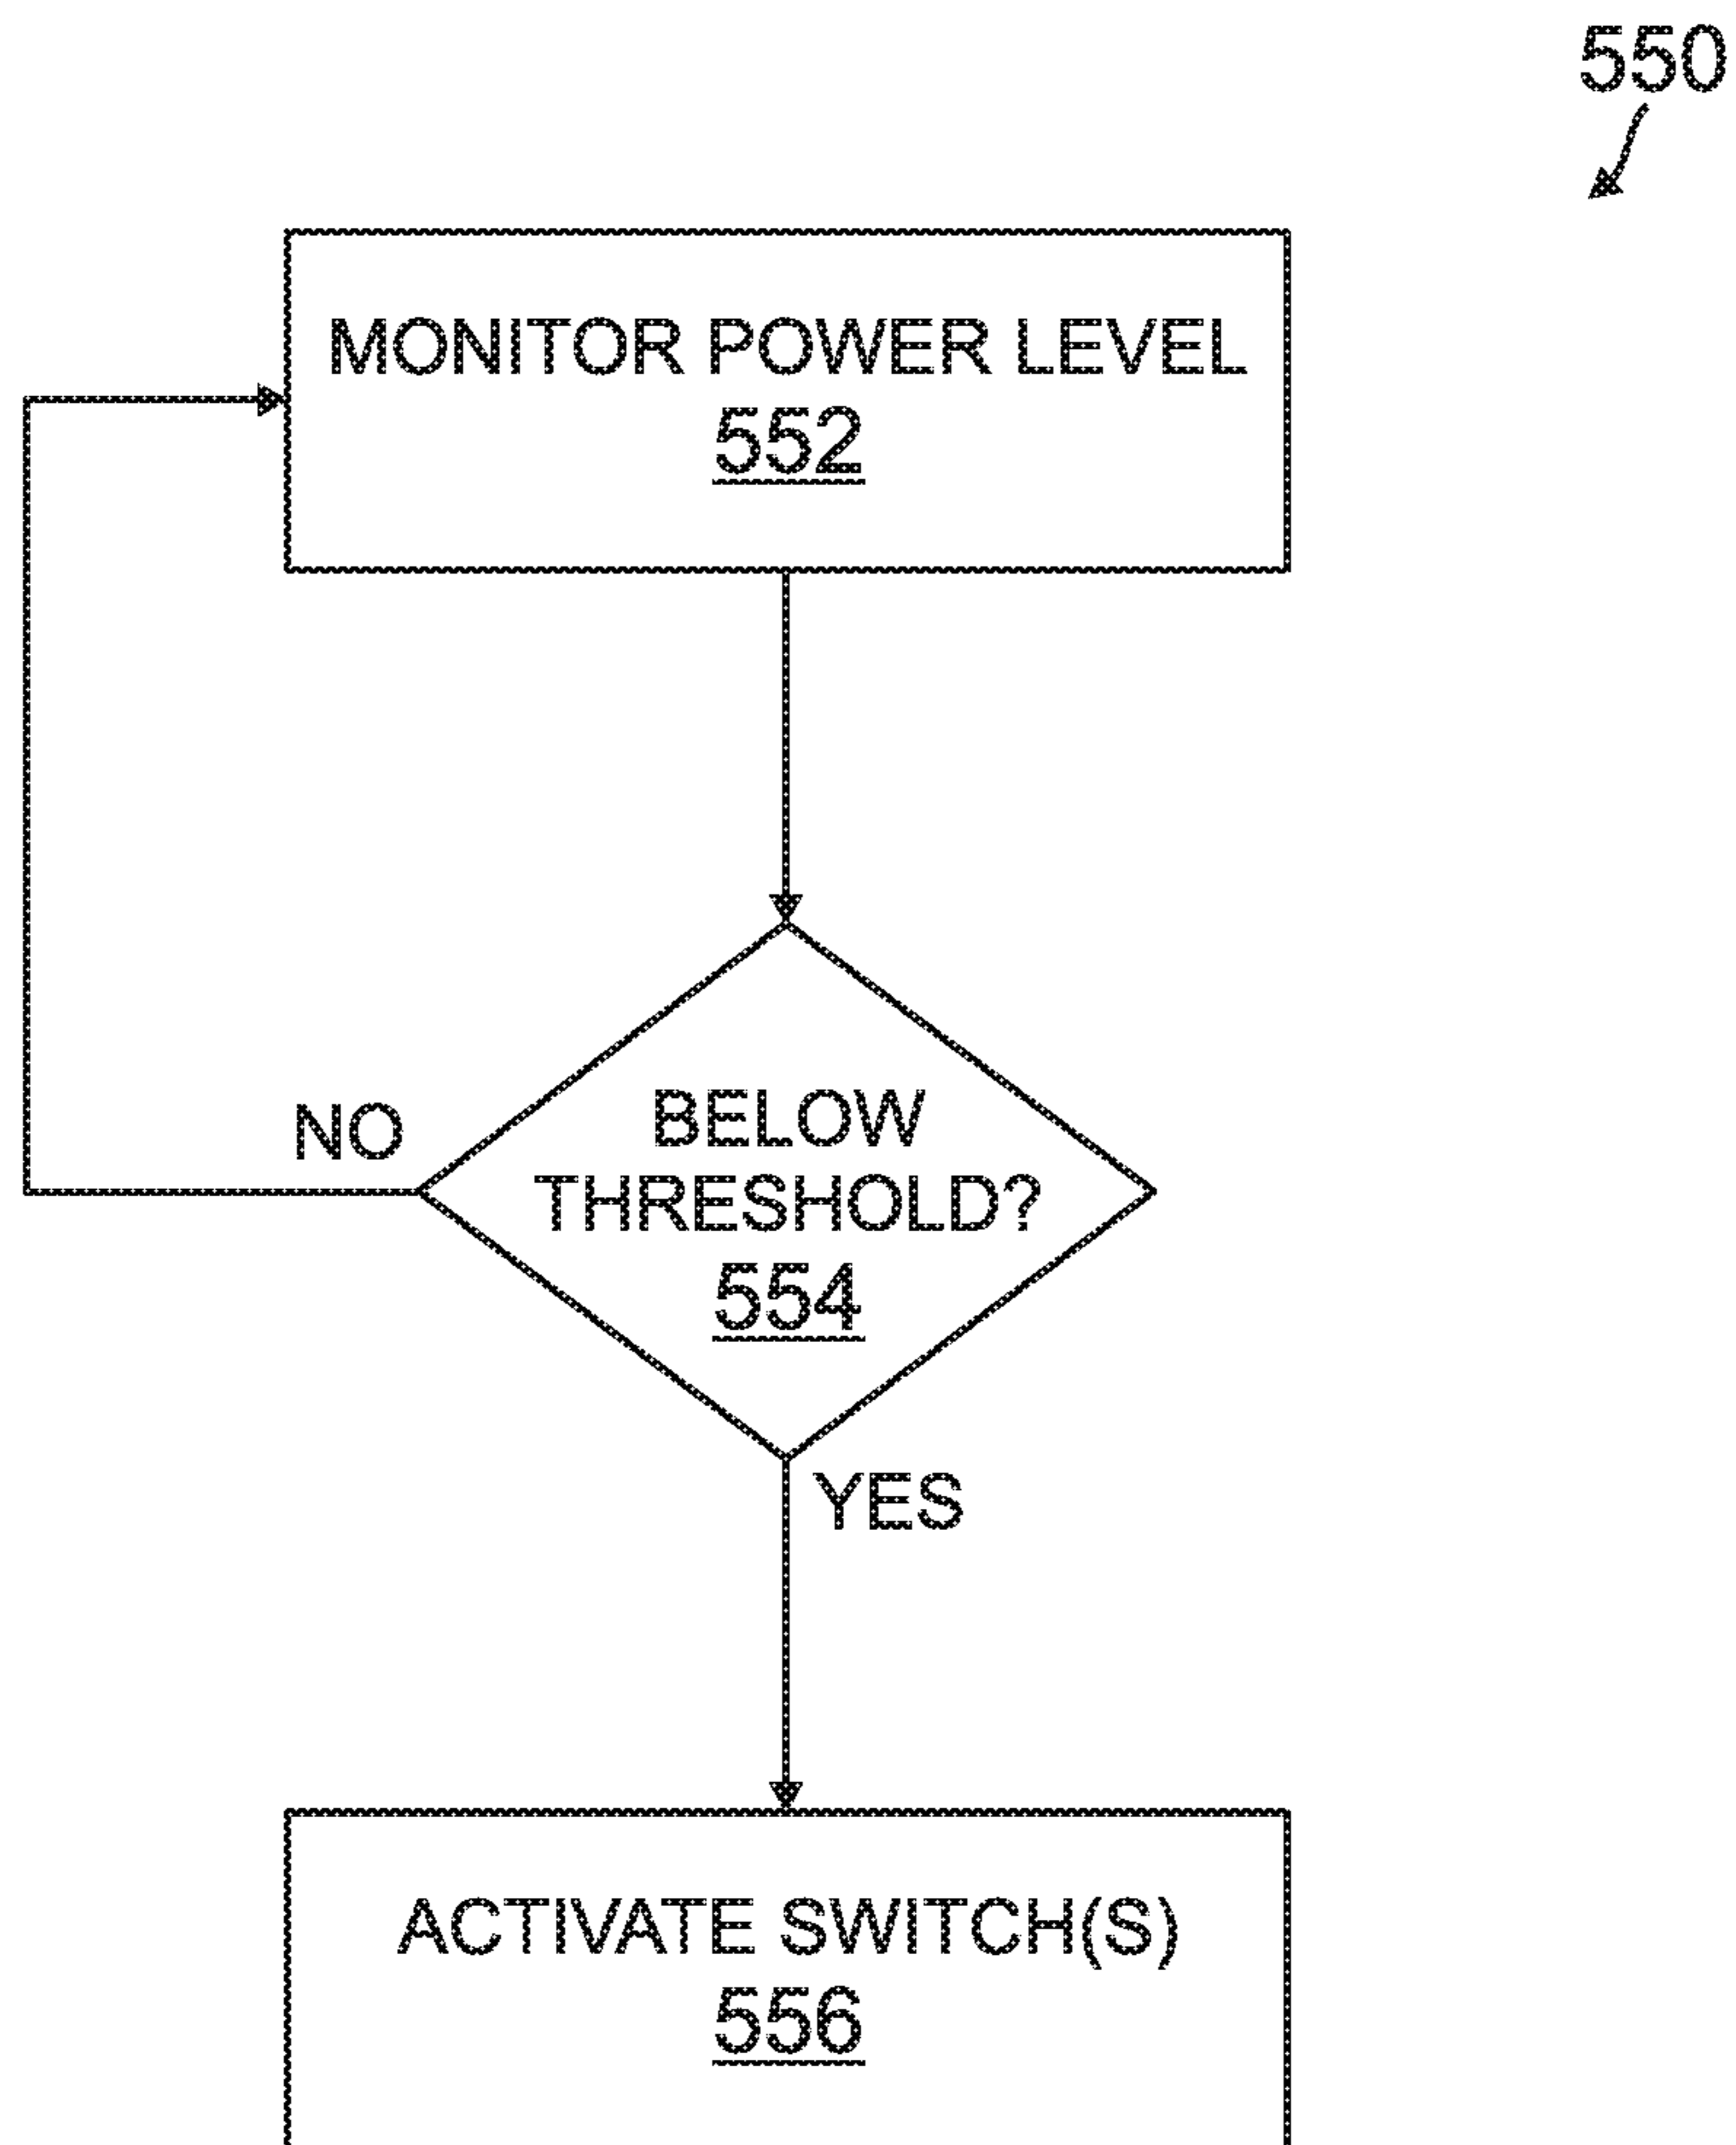 550
MONITOR POWER LEVEL
552
NO
BELOW
THRESHOLD?
554
YES
ACTIVATE SWITCH(S)
556